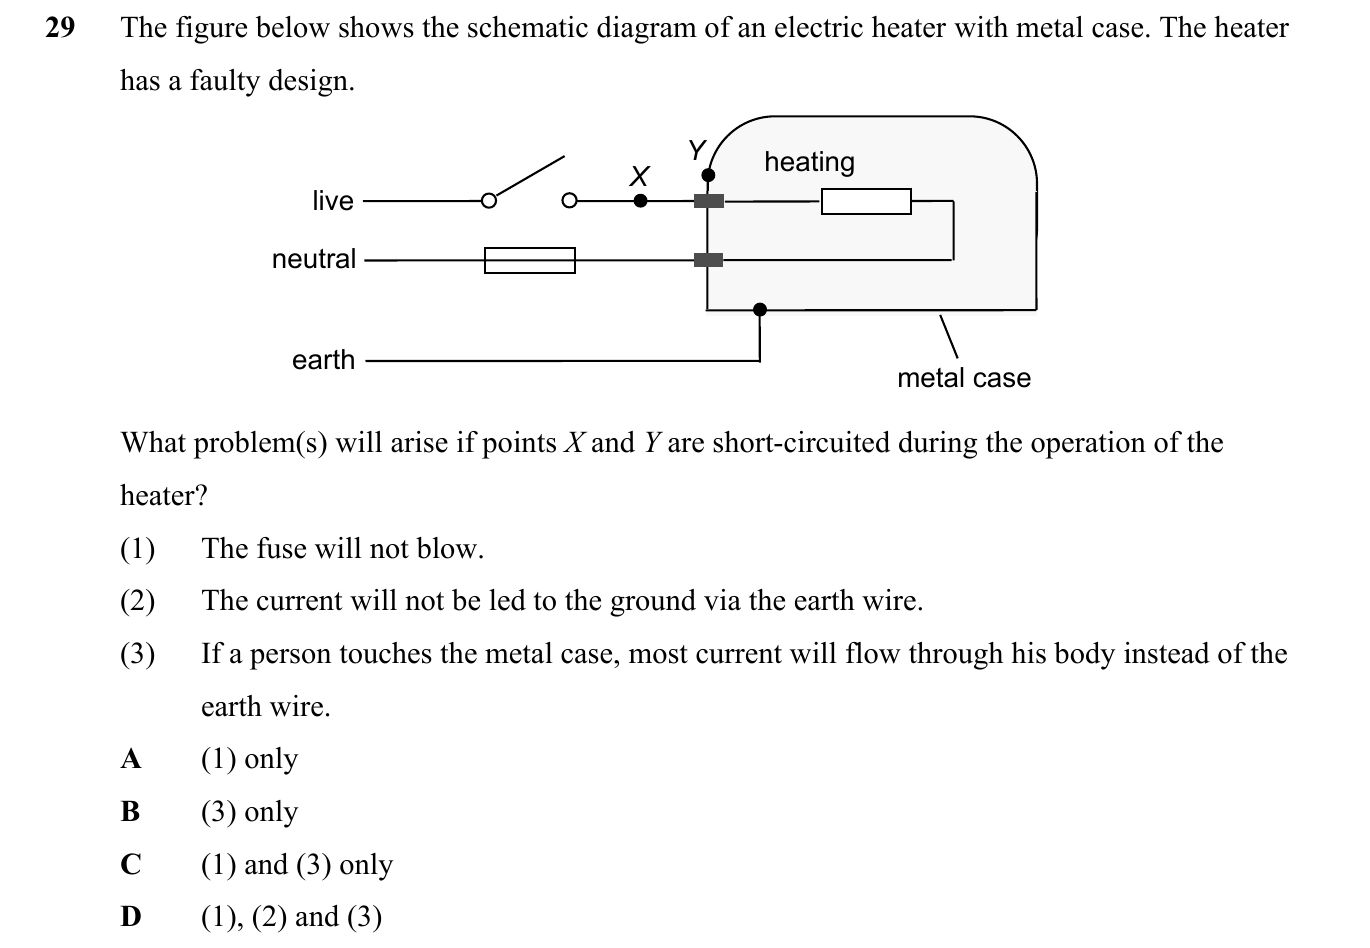 29 The figure below shows the schematic diagram of an electric heater with metal case. The heater
has a faulty design.
Y
heating
X
live
neutral
earth
metal case
What problem(s) will arise if points X and Y are short-circuited during the operation of the
heater?
(1) The fuse will not blow.
(2) The current will not be led to the ground via the earth wire.
(3) If a person touches the metal case, most current will flow through his body instead of the
earth wire.
A (1) only
B (3) only
C (1) and (3) only
D (1), (2) and (3)